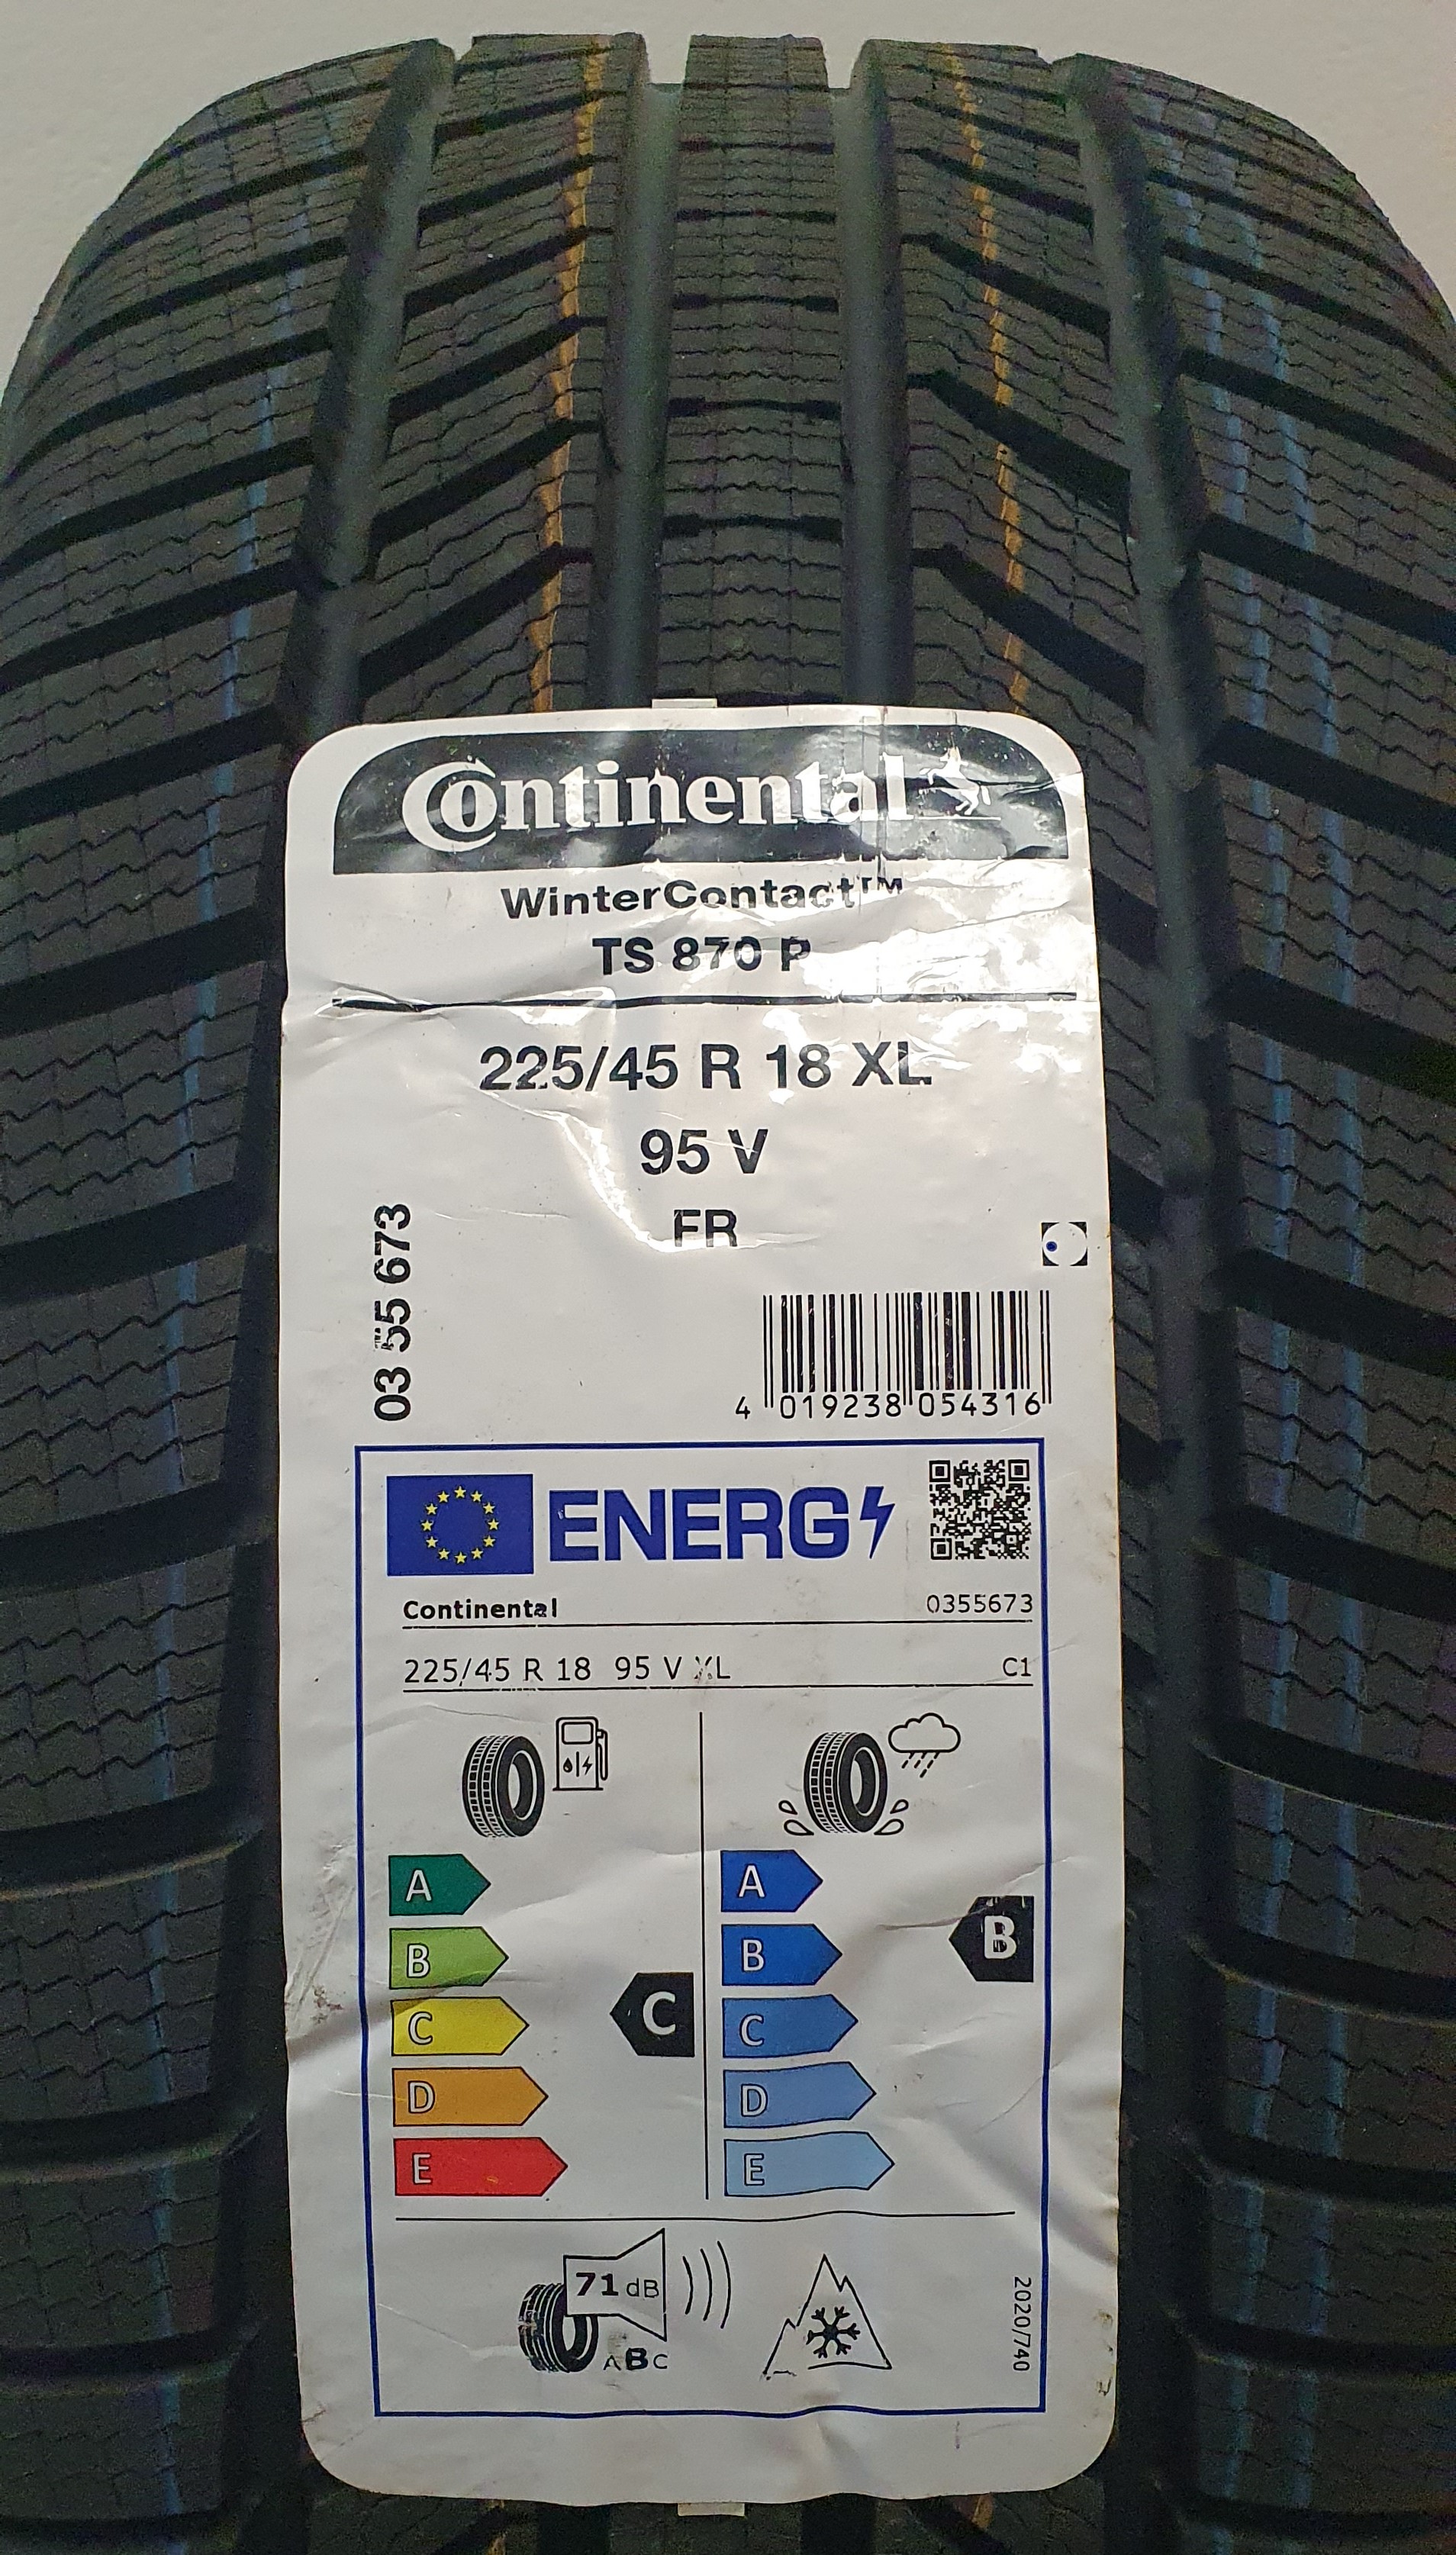 Continental
WinterContact™
TS 870 P
225/45 R 18 XL
95 V
FR
03 55 673
4 019238 054316
ENERG
Continental
0355673
225/45 R 18 95 V XL
C1
A
B
C
D
E
C
A
B
C
D
E
B
71 dB
ABC
2020/740